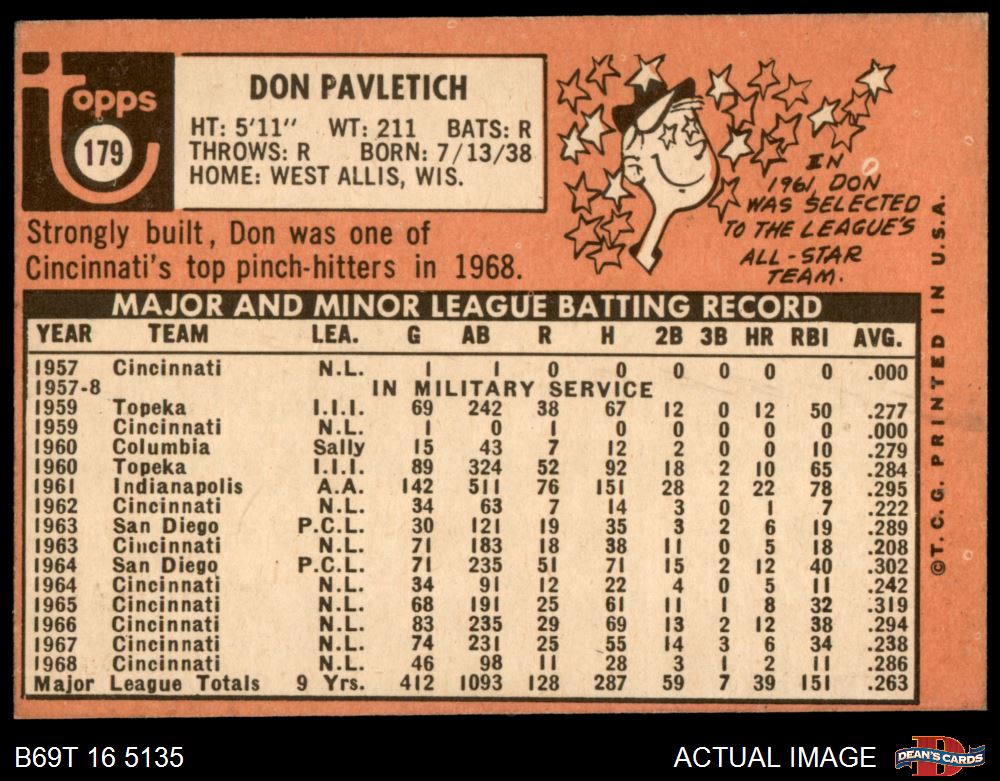 Topps
179
DON PAVLETICH
HT: 5'11" WT: 211 BATS: R
THROWS: R BORN: 7/13/38
HOME: WEST ALLIS, WIS.
Strongly built, Don was one of
Cincinnati's top pinch-hitters in 1968.
IN
1961, DON
WAS SELECTED
TO THE LEAGUE'S
ALL-STAR
TEAM.
MAJOR AND MINOR LEAGUE BATTING RECORD
YEAR TEAM LEA. G AB R H 2B 3B HR RBI AVG.
1957 Cincinnati N.L. 1 1 0 0 0 0 0 0 .000
1957-8 IN MILITARY SERVICE
1959 Topeka I.I.I. 69 242 38 67 12 0 12 50 .277
1959 Cincinnati N.L. 1 0 1 0 0 0 0 0 .000
1960 Columbia Sally 15 43 7 12 2 0 0 10 .279
1960 Topeka I.I.I. 89 324 52 92 18 2 10 65 .284
1961 Indianapolis A.A. 142 511 76 151 28 2 22 78 .295
1962 Cincinnati N.L. 34 63 7 14 3 0 1 7 .222
1963 San Diego P.C.L. 30 121 19 35 3 2 6 19 .289
1963 Cincinnati N.L. 71 183 18 38 11 0 5 18 .208
1964 San Diego P.C.L. 71 235 51 71 15 2 12 40 .302
1964 Cincinnati N.L. 34 91 12 22 4 0 5 11 .242
1965 Cincinnati N.L. 68 191 25 61 11 1 8 32 .319
1966 Cincinnati N.L. 83 235 29 69 13 2 12 38 .294
1967 Cincinnati N.L. 74 231 25 55 14 3 6 34 .238
1968 Cincinnati N.L. 46 98 11 28 3 1 2 11 .286
Major League Totals 9 Yrs. 412 1093 128 287 59 7 39 151 .263
©T. C. G. PRINTED IN U.S.A.
B69T 16 5135
ACTUAL IMAGE
D
DEAN'S CARDS